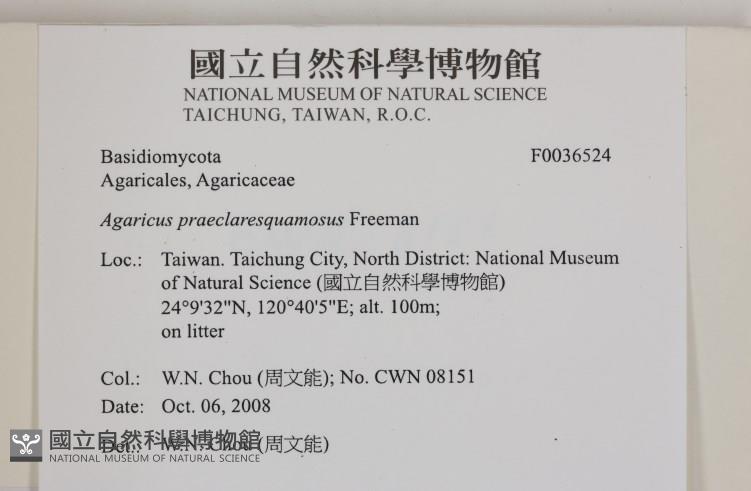 國立自然科學博物館
NATIONAL MUSEUM OF NATURAL SCIENCE
TAICHUNG, TAIWAN, R.O.C.
Basidiomycota F0036524
Agaricales, Agaricaceae
Agaricus praeclaresquamosus Freeman
Loc.: Taiwan. Taichung City, North District: National Museum
of Natural Science (國立自然科學博物館)
24°9'32"N, 120°40'5"E; alt. 100m;
on litter
Col.: W.N. Chou (周文能); No. CWN 08151
Date: Oct. 06, 2008
Det.: W.N. Chou (周文能)
國立自然科學博物館
NATIONAL MUSEUM OF NATURAL SCIENCE